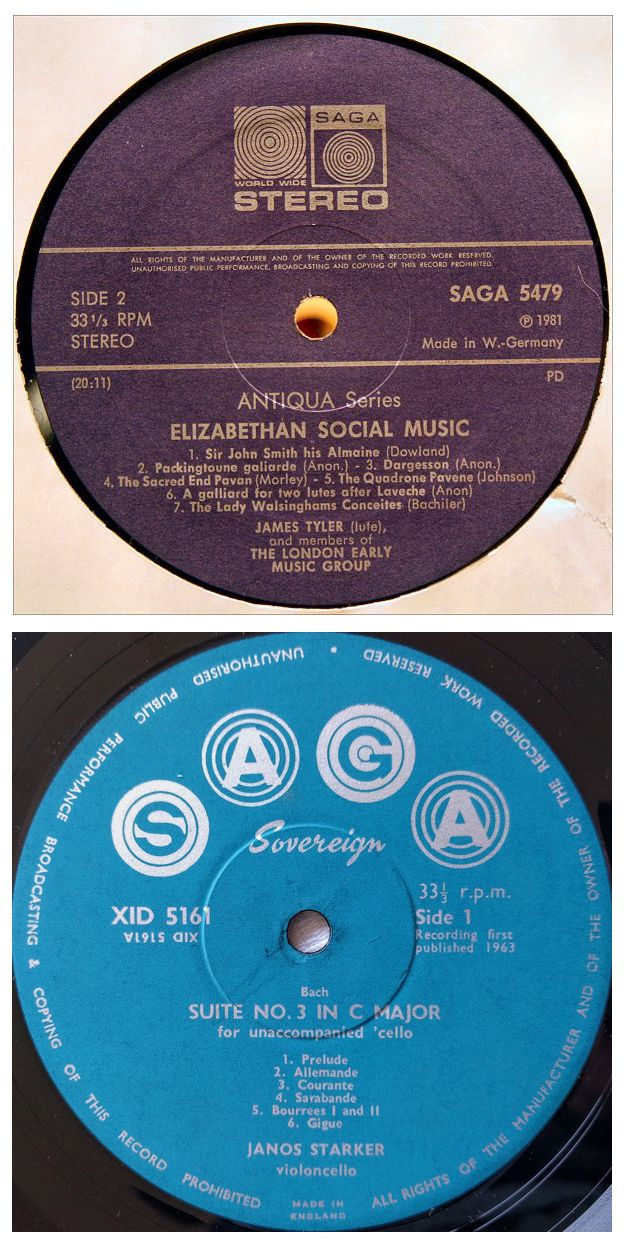 SAGA
WORLD WIDE
STEREO
ALL RIGHTS OF THE MANUFACTURER AND OF THE OWNER OF THE RECORDED WORK RESERVED.
UNAUTHORISED PUBLIC PERFORMANCE, BROADCASTING AND COPYING OF THIS RECORD PROHIBITED.
SIDE 2
33 1/3 RPM
STEREO
SAGA 5479
Ⓟ 1981
Made in W.-Germany
(20:11)
PD
ANTIQUA Series
ELIZABETHAN SOCIAL MUSIC
1. Sir John Smith his Almaine (Dowland)
2. Packingtoune galiarde (Anon.) - 3. Dargesson (Anon.)
4. The Sacred End Pavan (Morley) - 5. The Quadrone Pavene (Johnson)
6. A galliard for two lutes after Laveche (Anon)
7. The Lady Walsinghams Conceites (Bachiler)
JAMES TYLER (lute),
and members of
THE LONDON EARLY
MUSIC GROUP
SAGA
Sovereign
XID 5161
XID 5161A
33⅓ r.p.m.
Side 1
Recording first
published 1963
Bach
SUITE NO. 3 IN C MAJOR
for unaccompanied 'cello
1. Prelude
2. Allemande
3. Courante
4. Sarabande
5. Bourrees I and II
6. Gigue
JANOS STARKER
violoncello
MADE IN
ENGLAND
ALL RIGHTS OF THE MANUFACTURER AND OF THE OWNER OF THE RECORDED WORK RESERVED • UNAUTHORISED PUBLIC PERFORMANCE BROADCASTING & COPYING OF THIS RECORD PROHIBITED